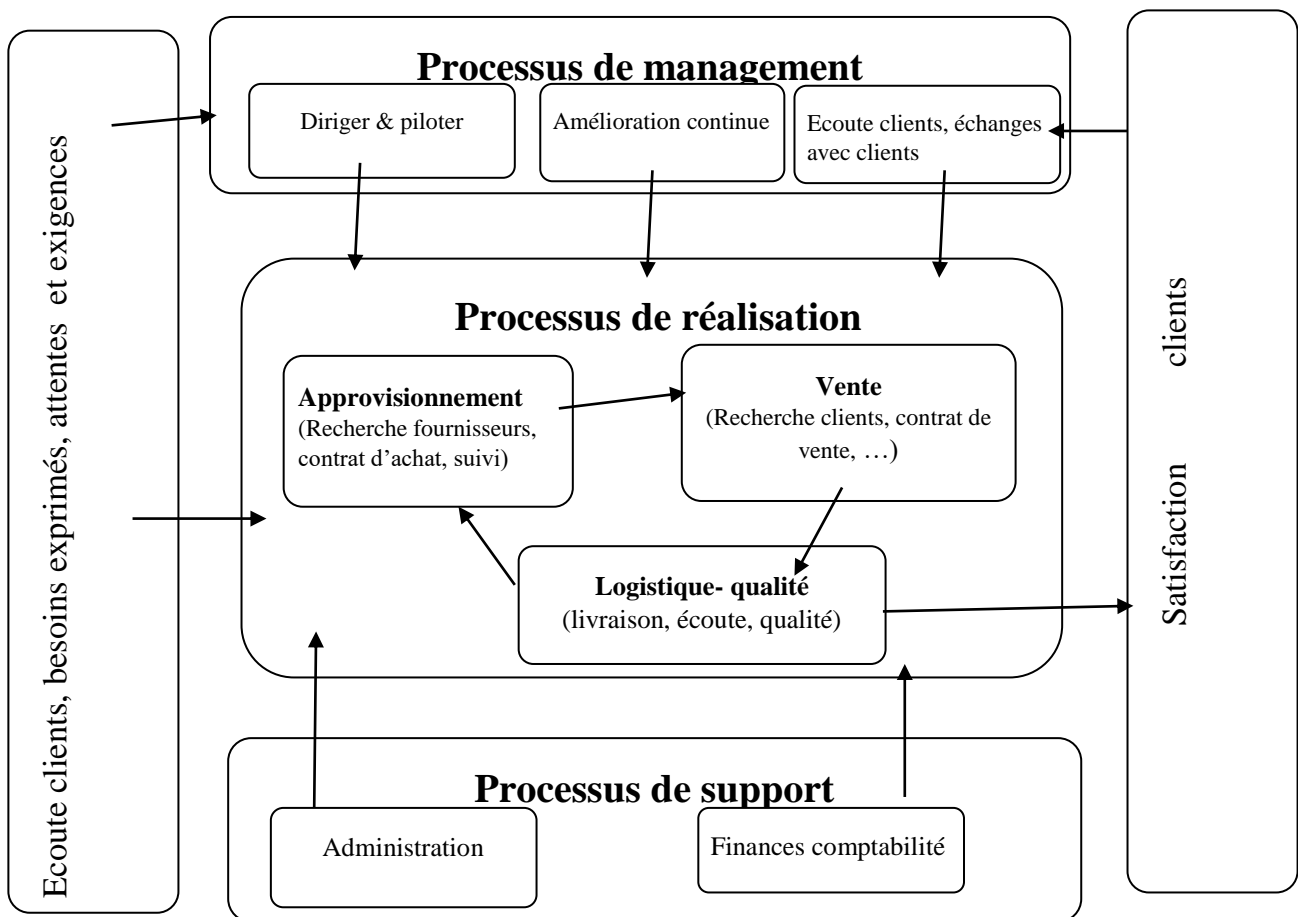 Ecoute clients, besoins exprimés, attentes et exigences
Processus de management
Diriger & piloter
Amélioration continue
Ecoute clients, échanges
avec clients
Processus de réalisation
Approvisionnement
(Recherche fournisseurs,
contrat d'achat, suivi)
Vente
(Recherche clients, contrat de
vente, …)
Logistique- qualité
(livraison, écoute, qualité)
Processus de support
Administration
Finances comptabilité
Satisfaction clients